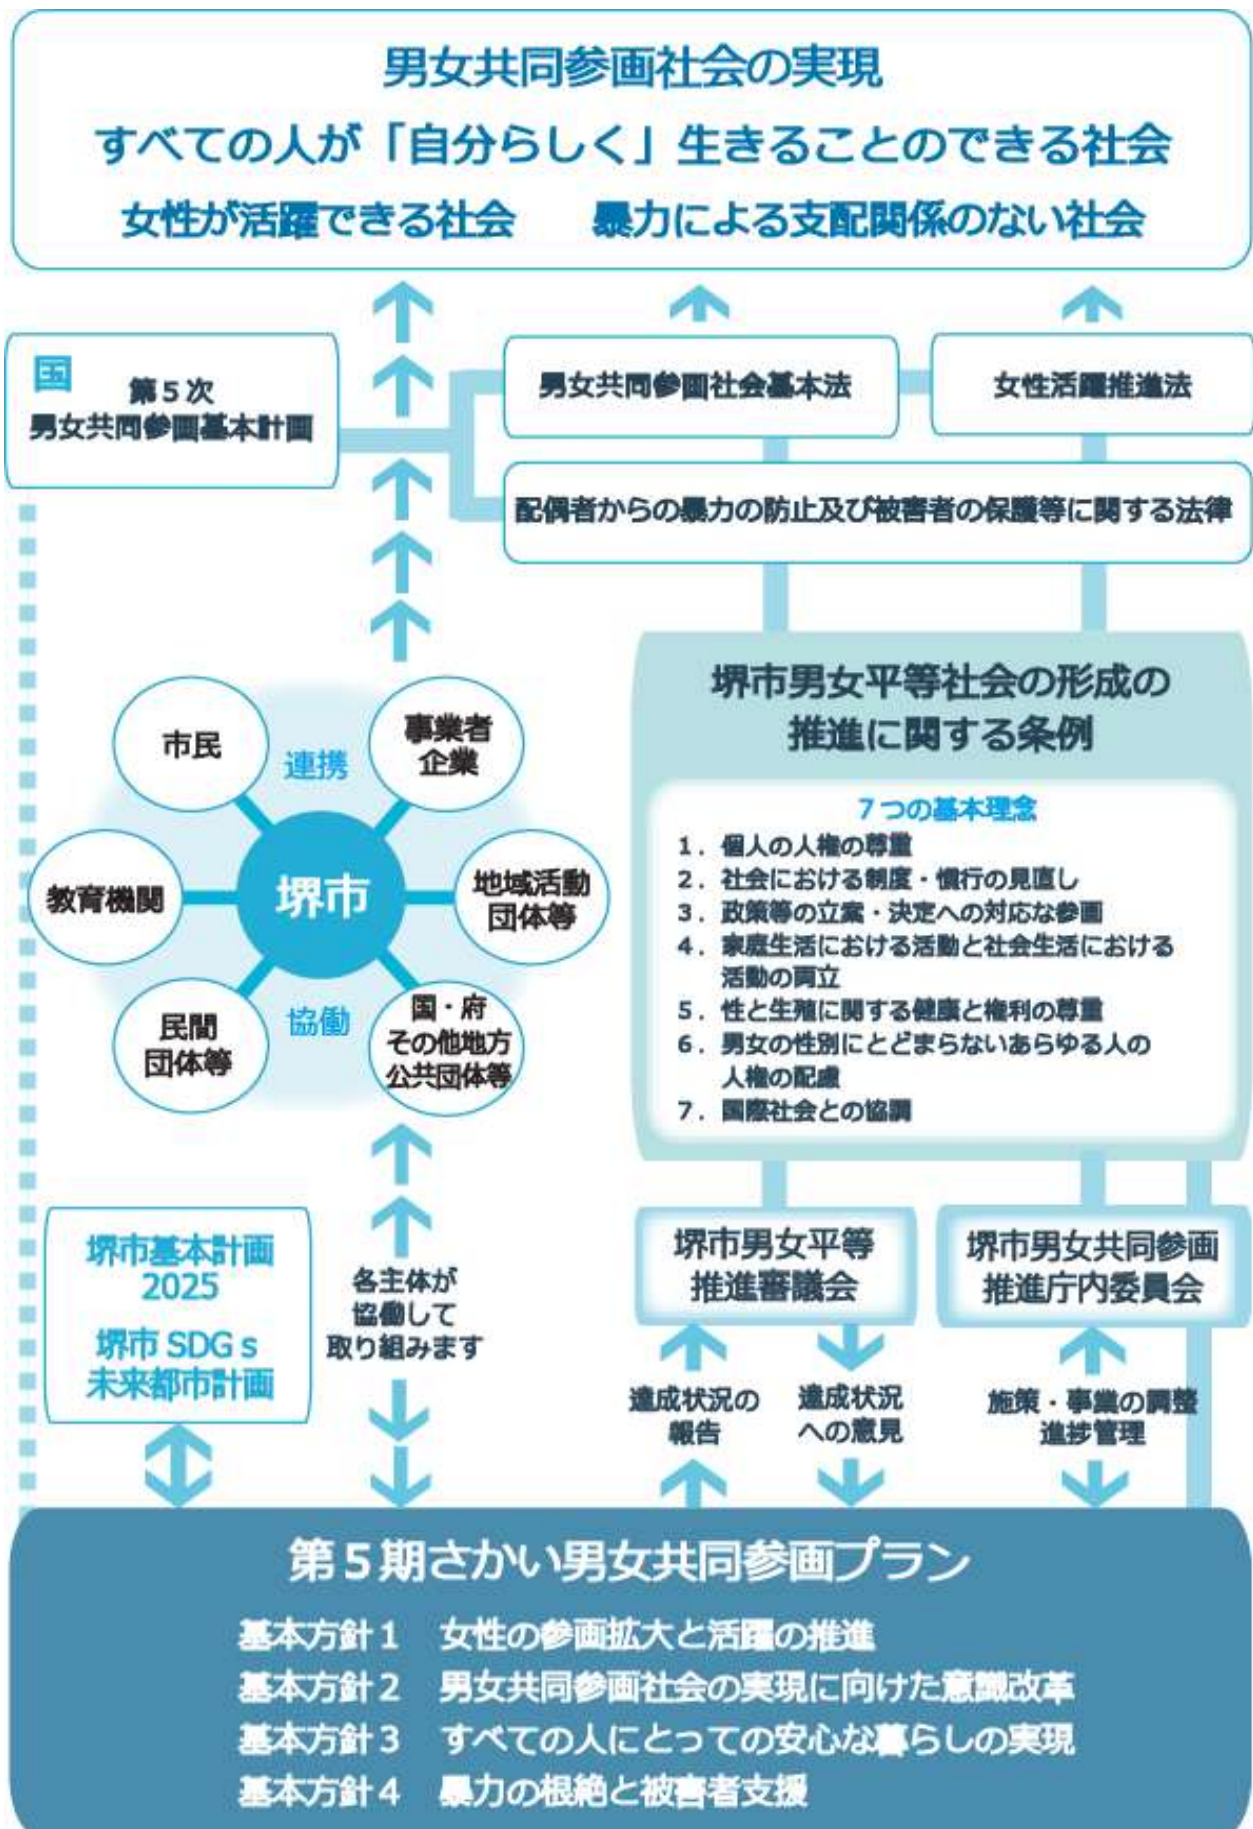 男女共同参画社会の実現
すべての人が「自分らしく」生きることのできる社会
女性が活躍できる社会　暴力による支配関係のない社会
国
第5次
男女共同参画基本計画
男女共同参画社会基本法
女性活躍推進法
配偶者からの暴力の防止及び被害者の保護等に関する法律
市民
連携
事業者
企業
教育機関
堺市
地域活動
団体等
民間
団体等
協働
国・府
その他地方
公共団体等
堺市男女平等社会の形成の
推進に関する条例
7つの基本理念
1．個人の人権の尊重
2．社会における制度・慣行の見直し
3．政策等の立案・決定への対応な参画
4．家庭生活における活動と社会生活における
活動の両立
5．性と生殖に関する健康と権利の尊重
6．男女の性別にとどまらないあらゆる人の
人権の配慮
7．国際社会との協調
堺市基本計画
2025
堺市 SDGs
未来都市計画
各主体が
協働して
取り組みます
堺市男女平等
推進審議会
堺市男女共同参画
推進庁内委員会
達成状況の
報告
達成状況
への意見
施策・事業の調整
進捗管理
第5期さかい男女共同参画プラン
基本方針1　女性の参画拡大と活躍の推進
基本方針2　男女共同参画社会の実現に向けた意識改革
基本方針3　すべての人にとっての安心な暮らしの実現
基本方針4　暴力の根絶と被害者支援